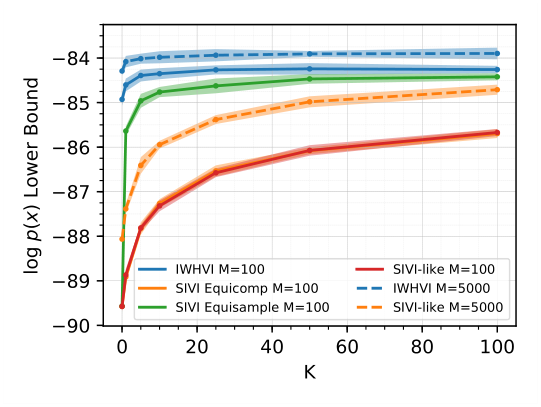 −84
−85
−86
−87
−88
−89
−90
log p(x) Lower Bound
IWHVI M=100
SIVI Equicomp M=100
SIVI Equisample M=100
SIVI-like M=100
IWHVI M=5000
SIVI-like M=5000
0 20 40 60 80 100
K